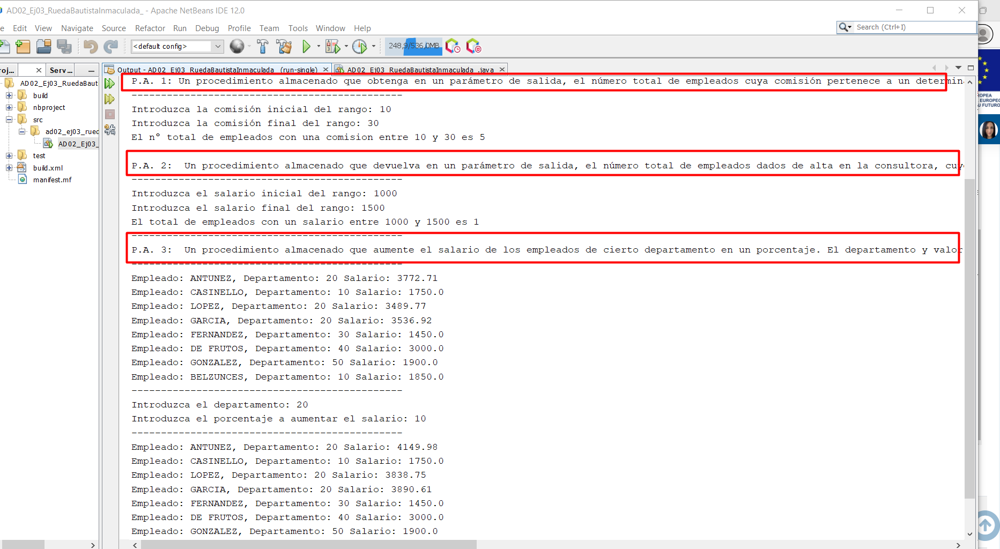 AD02_Ej03_RuedaBautistaInmaculada_ - Apache NetBeans IDE 12.0
e Edit View Navigate Source Refactor Run Debug Profile Team Tools Window Help
Search (Ctrl+I)
<default config>
248,9/536,0MB
roj...
Serv...
Output - AD02_Ej03_RuedaBautistaInmaculada_ (run-single)
AD02_Ej03_RuedaBautistaInmaculada_.java
AD02_Ej03_RuedaBaut
build
nbproject
src
ad02_ej03_rued
AD02_Ej03_
test
build.xml
manifest.mf
P.A. 1: Un procedimiento almacenado que obtenga en un parámetro de salida, el número total de empleados cuya comisión pertenece a un determin
----------------------------------------------
Introduzca la comisión inicial del rango: 10
Introduzca la comisión final del rango: 30
El nº total de empleados con una comision entre 10 y 30 es 5
P.A. 2:  Un procedimiento almacenado que devuelva en un parámetro de salida, el número total de empleados dados de alta en la consultora, cuy
----------------------------------------------
Introduzca el salario inicial del rango: 1000
Introduzca el salario final del rango: 1500
El total de empleados con un salario entre 1000 y 1500 es 1
----------------------------------------------
P.A. 3:  Un procedimiento almacenado que aumente el salario de los empleados de cierto departamento en un porcentaje. El departamento y valor
----------------------------------------------
Empleado: ANTUNEZ, Departamento: 20 Salario: 3772.71
Empleado: CASINELLO, Departamento: 10 Salario: 1750.0
Empleado: LOPEZ, Departamento: 20 Salario: 3489.77
Empleado: GARCIA, Departamento: 20 Salario: 3536.92
Empleado: FERNANDEZ, Departamento: 30 Salario: 1450.0
Empleado: DE FRUTOS, Departamento: 40 Salario: 3000.0
Empleado: GONZALEZ, Departamento: 50 Salario: 1900.0
Empleado: BELZUNCES, Departamento: 10 Salario: 1850.0
----------------------------------------------
Introduzca el departamento: 20
Introduzca el porcentaje a aumentar el salario: 10
----------------------------------------------
Empleado: ANTUNEZ, Departamento: 20 Salario: 4149.98
Empleado: CASINELLO, Departamento: 10 Salario: 1750.0
Empleado: LOPEZ, Departamento: 20 Salario: 3838.75
Empleado: GARCIA, Departamento: 20 Salario: 3890.61
Empleado: FERNANDEZ, Departamento: 30 Salario: 1450.0
Empleado: DE FRUTOS, Departamento: 40 Salario: 3000.0
Empleado: GONZALEZ, Departamento: 50 Salario: 1900.0
ROPEA
EUROPEO
U FUTURO